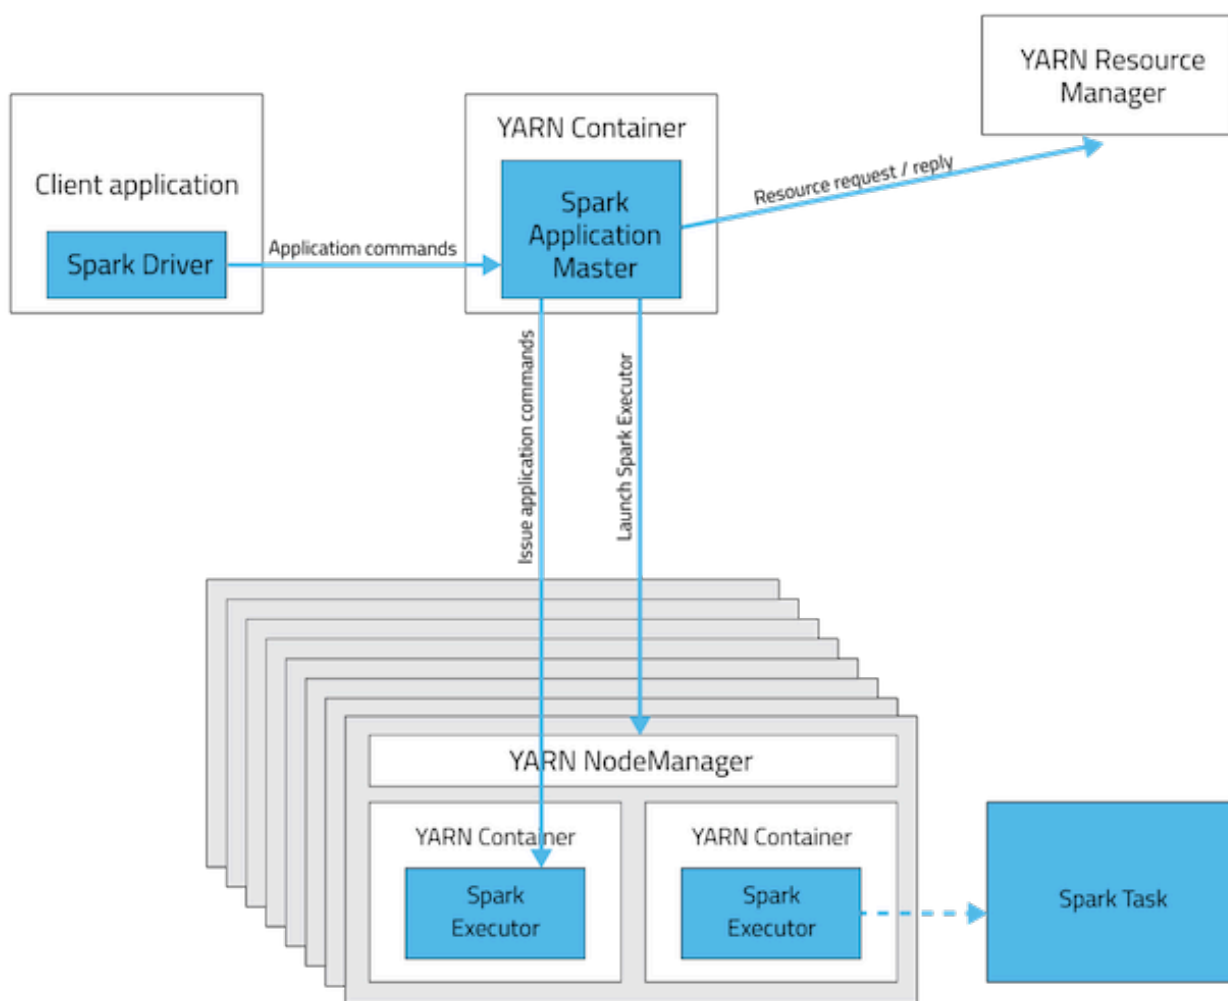 YARN Resource
Manager
YARN Container
Client application
Spark
Application
Master
Resource request / reply
Spark Driver
Application commands
Issue application commands
Launch Spark Executor
YARN NodeManager
YARN Container
YARN Container
Spark
Executor
Spark
Executor
Spark Task